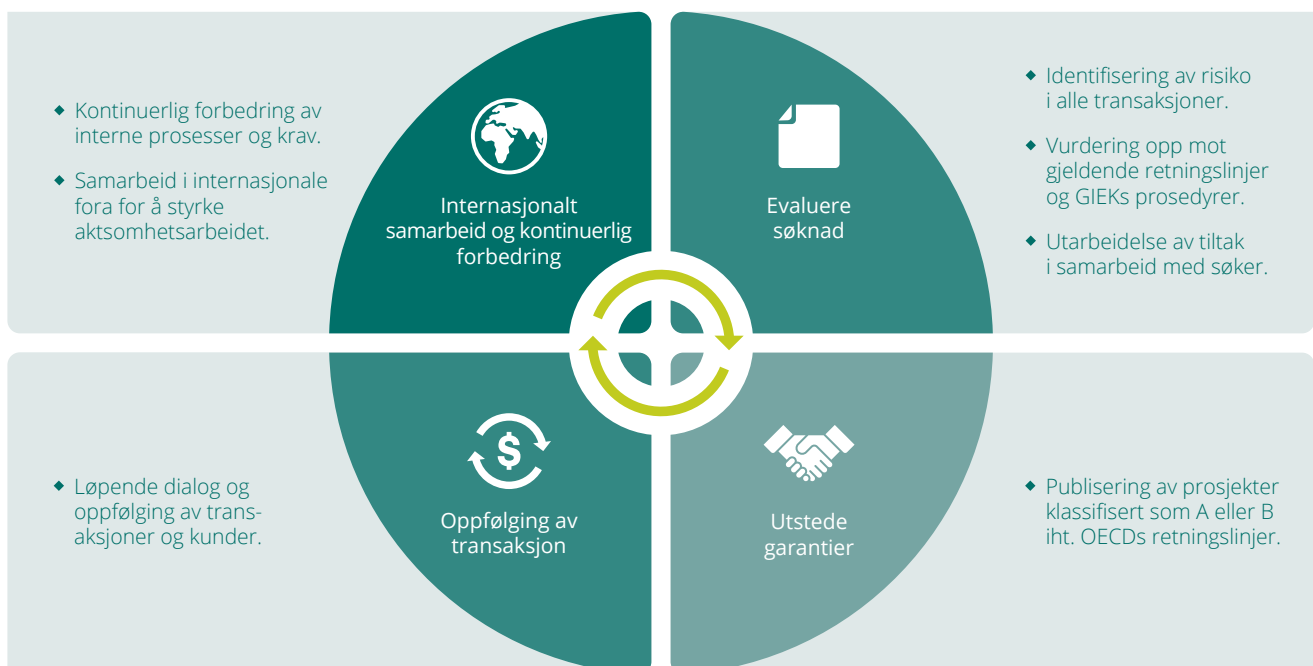 Kontinuerlig forbedring av
interne prosesser og krav.
Samarbeid i internasjonale
fora for å styrke
aktsomhetsarbeidet.
Internasjonalt
samarbeid og kontinuerlig
forbedring
Evaluere
søknad
Identifisering av risiko
i alle transaksjoner.
Vurdering opp mot
gjeldende retningslinjer
og GIEKs prosedyrer.
Utarbeidelse av tiltak
i samarbeid med søker.
Løpende dialog og
oppfølging av trans-
aksjoner og kunder.
$
Oppfølging av
transaksjon
Utstede
garantier
Publisering av prosjekter
klassifisert som A eller B
iht. OECDs retningslinjer.